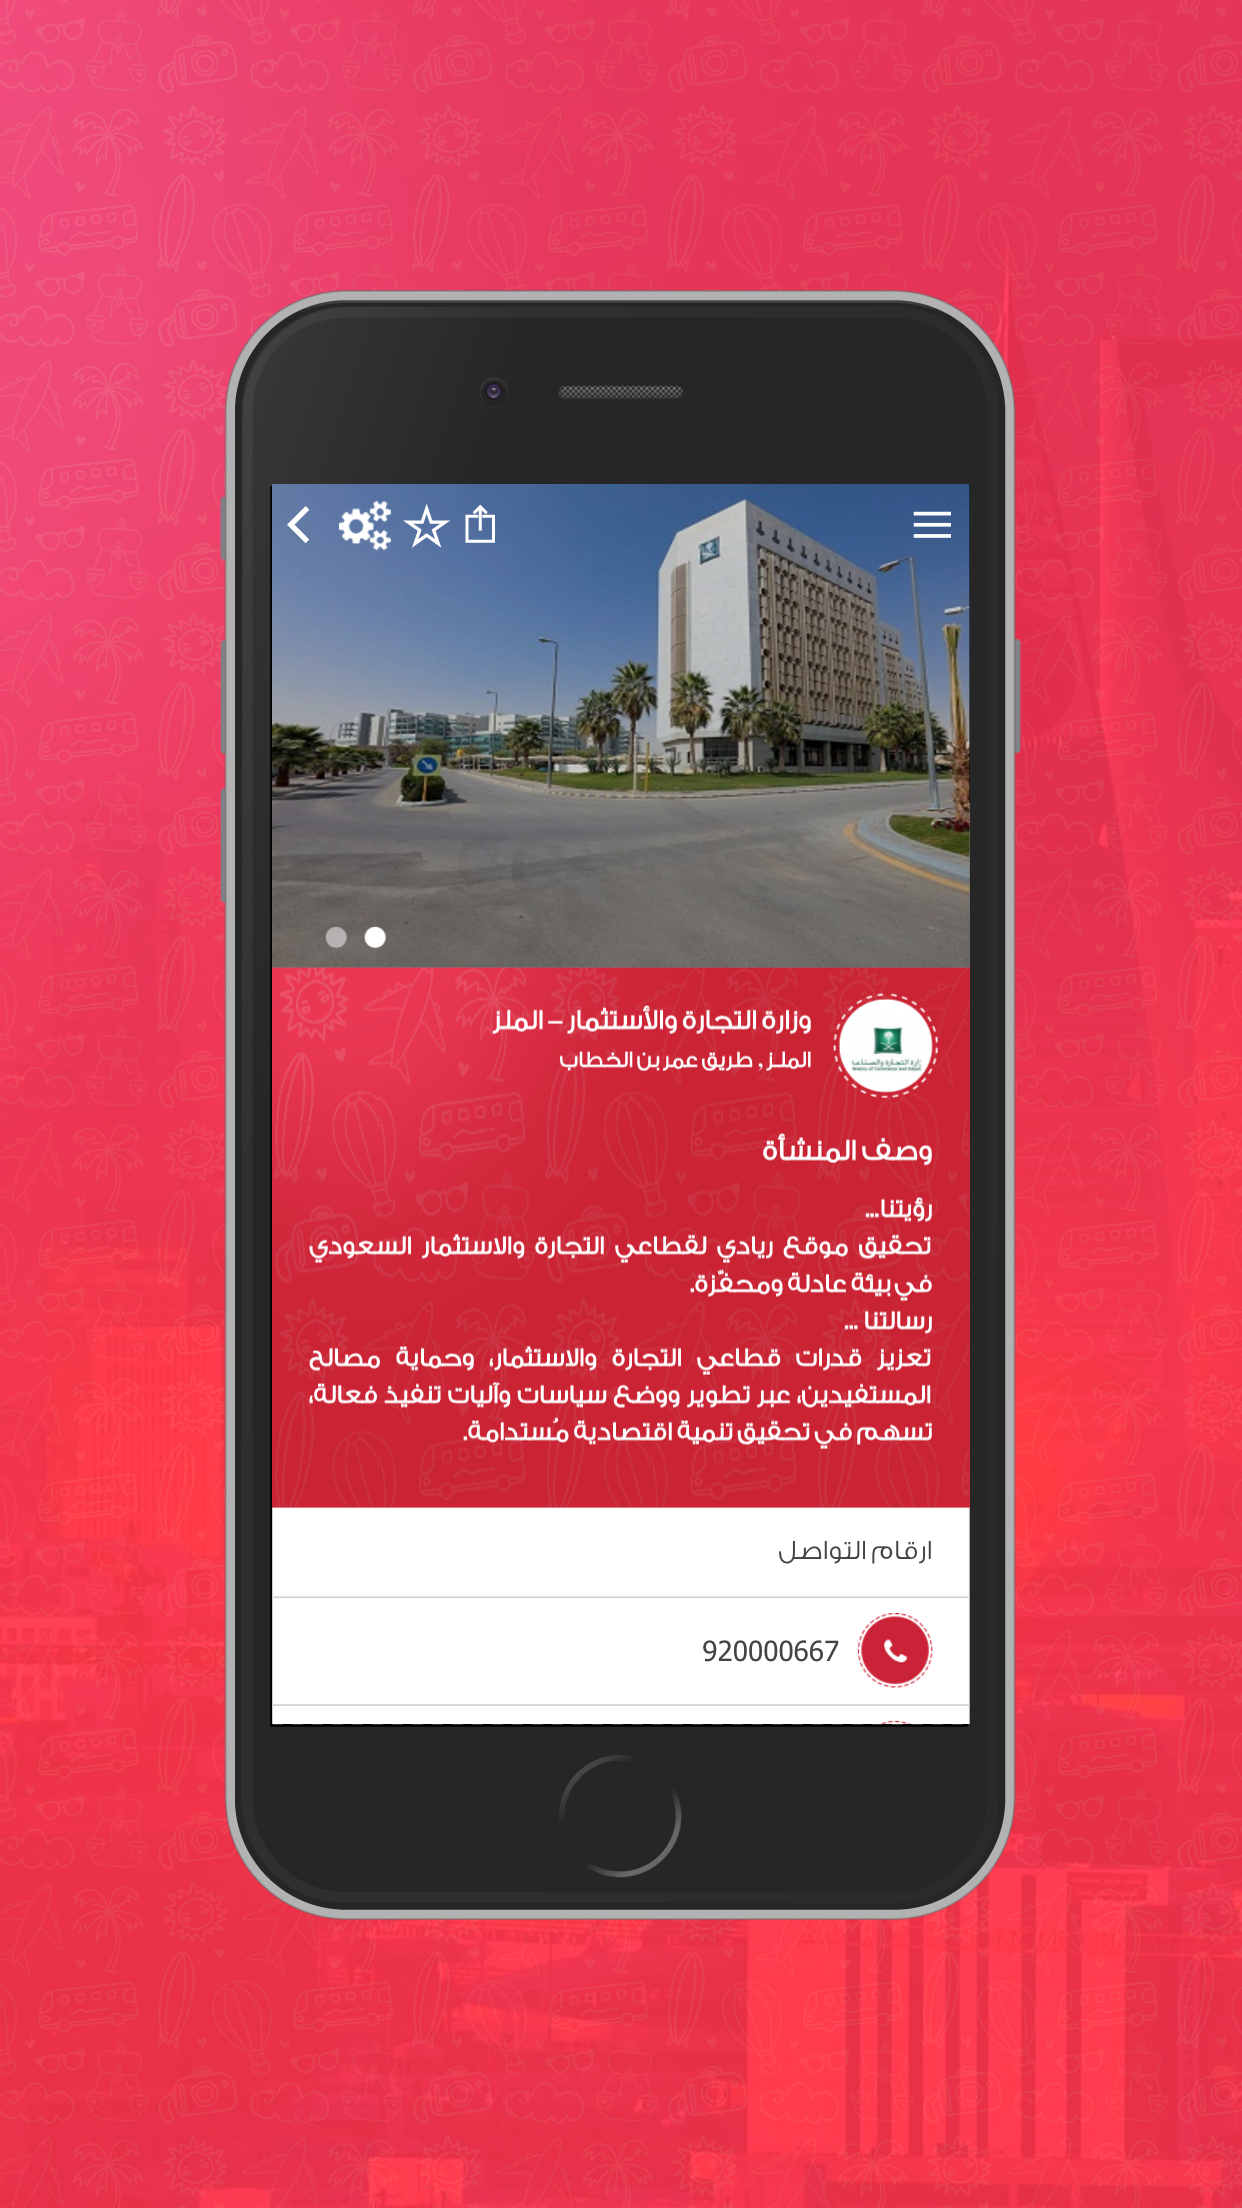 وزارة التجارة والأستثمار – الملز
الملـز , طريق عمر بن الخطاب
وصف المنشأة
رؤيتنا...
تحقيق موقع ريادي لقطاعي التجارة والاستثمار السعودي
في بيئة عادلة ومحفّزة.
رسالتنا ...
تعزيز قدرات قطاعي التجارة والاستثمار، وحماية مصالح
المستفيدين، عبر تطوير ووضع سياسات وآليات تنفيذ فعالة،
تسهم في تحقيق تنمية اقتصادية مُستدامة.
ارقام التواصل
920000667